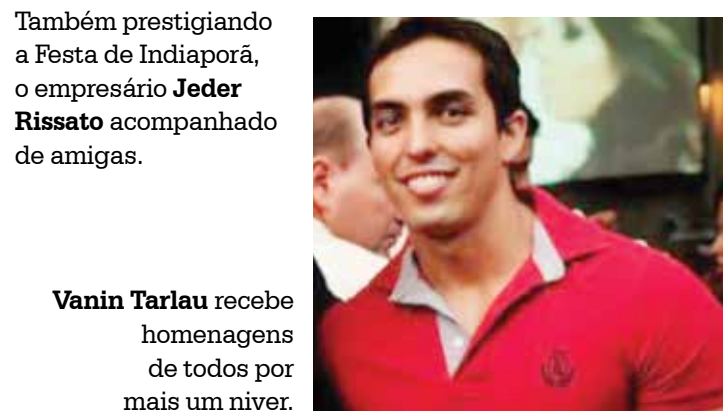 Também prestigiando
a Festa de Indiaporã,
o empresário Jeder
Rissato acompanhado
de amigas.
Vanin Tarlau recebe
homenagens
de todos por
mais um niver.